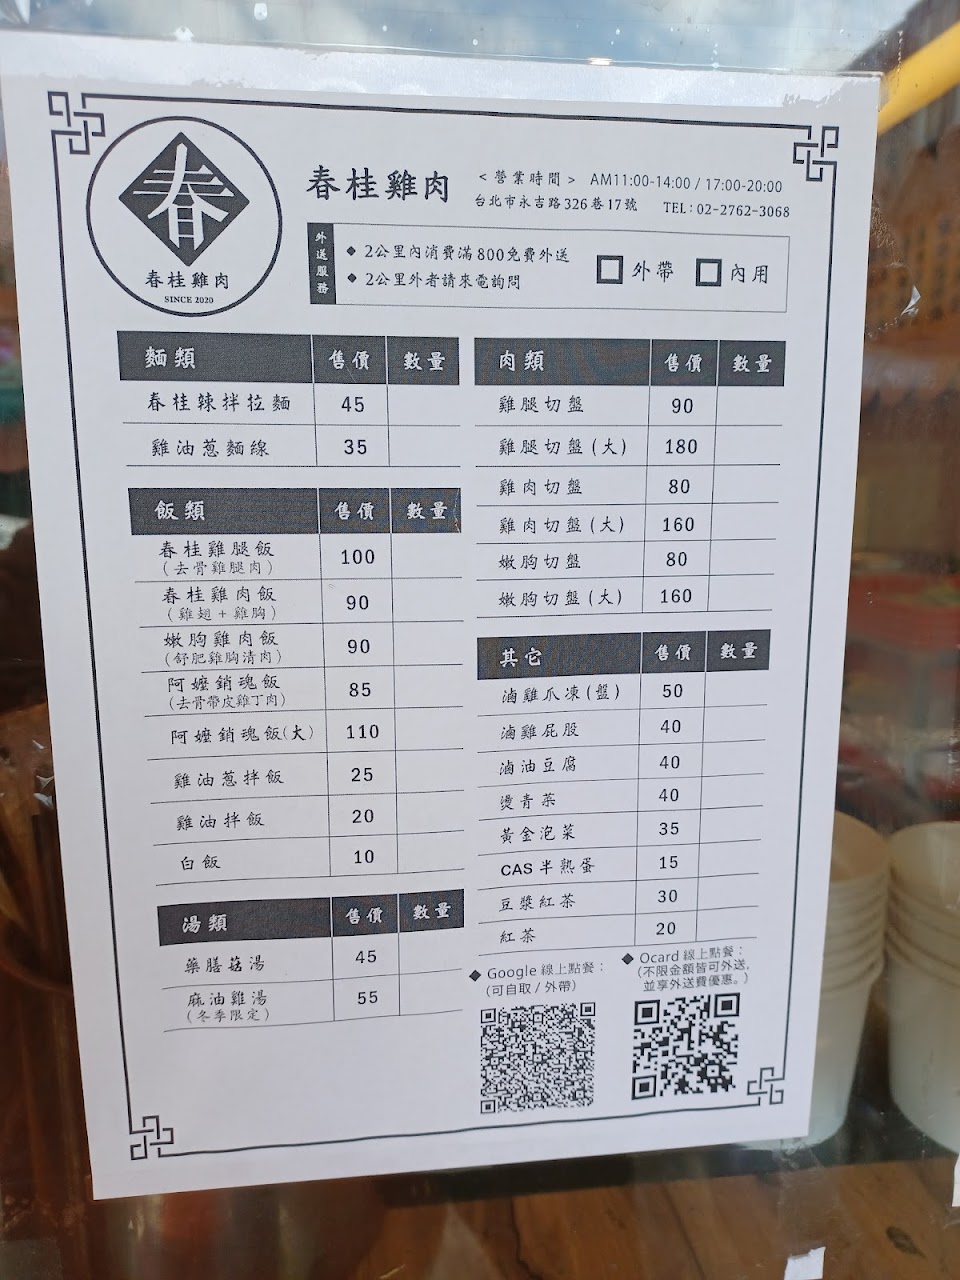 春
春桂雞肉
SINCE 2020
春桂雞肉
<營業時間> AM11:00-14:00 / 17:00-20:00
台北市永吉路326巷17號 TEL:02-2762-3068
外送服務
◆ 2公里內消費滿800免費外送
◆ 2公里外者請來電詢問
□ 外帶 □ 內用
麵類 售價 數量
春桂辣拌拉麵 45
雞油蔥麵線 35
飯類 售價 數量
春桂雞腿飯 100
(去骨雞腿肉)
春桂雞肉飯 90
(雞翅+雞胸)
嫩胸雞肉飯 90
(舒肥雞胸清肉)
阿嬤銷魂飯 85
(去骨帶皮雞丁肉)
阿嬤銷魂飯(大) 110
雞油蔥拌飯 25
雞油拌飯 20
白飯 10
湯類 售價 數量
藥膳菇湯 45
麻油雞湯 55
(冬季限定)
肉類 售價 數量
雞腿切盤 90
雞腿切盤(大) 180
雞肉切盤 80
雞肉切盤(大) 160
嫩胸切盤 80
嫩胸切盤(大) 160
其它 售價 數量
滷雞爪凍(盤) 50
滷雞屁股 40
滷油豆腐 40
燙青菜 40
黃金泡菜 35
CAS半熟蛋 15
豆漿紅茶 30
紅茶 20
◆ Google 線上點餐：
(可自取 / 外帶)
◆ Ocard 線上點餐：
(不限金額皆可外送,
並享外送費優惠。)